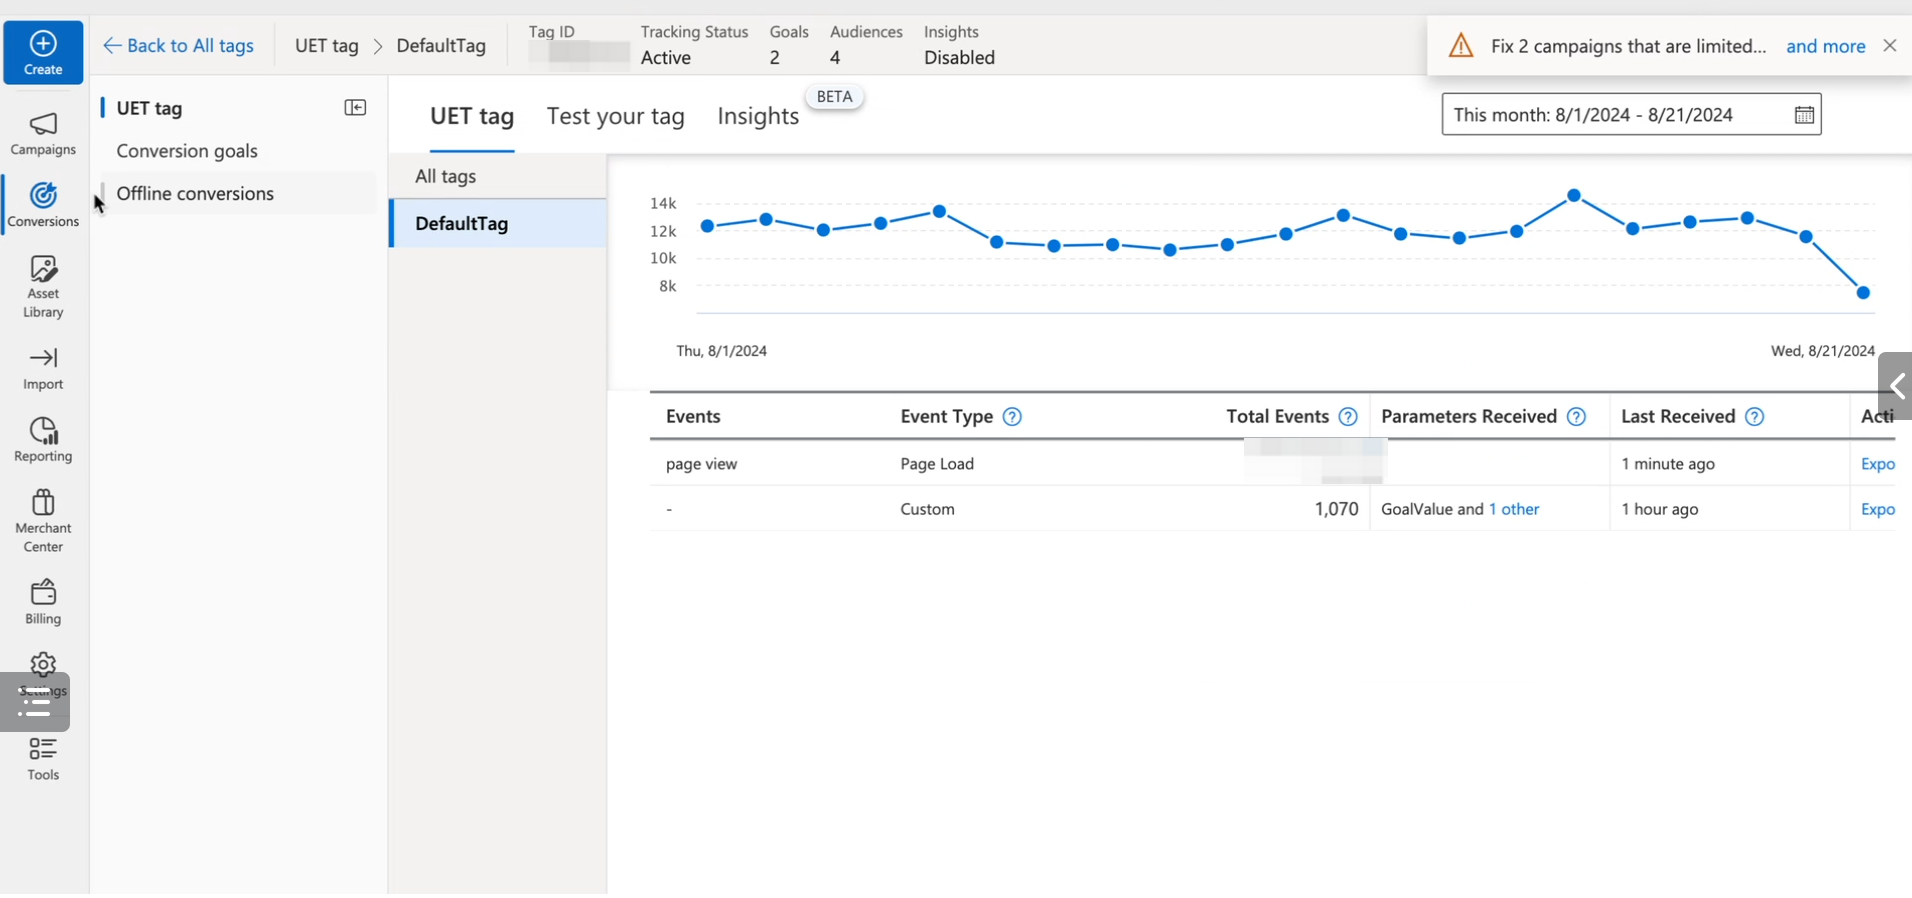 Create
Back to All tags
UET tag > DefaultTag
Tag ID
Tracking Status
Active
Goals
2
Audiences
4
Insights
Disabled
Fix 2 campaigns that are limited... and more
Campaigns
Conversions
Asset
Library
Import
Reporting
Merchant
Center
Billing
Settings
Tools
UET tag
Conversion goals
Offline conversions
UET tag
Test your tag
Insights
BETA
This month: 8/1/2024 - 8/21/2024
All tags
DefaultTag
14k
12k
10k
8k
Thu, 8/1/2024
Wed, 8/21/2024
Events Event Type Total Events Parameters Received Last Received Acti
page view Page Load 1 minute ago Expo
- Custom 1,070 GoalValue and 1 other 1 hour ago Expo